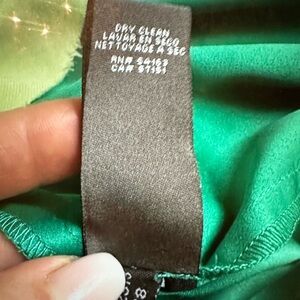 DRY CLEAN
LAVAR EN SECO
NETTOYAGE A SEC
RN# 54163
CA# 57151